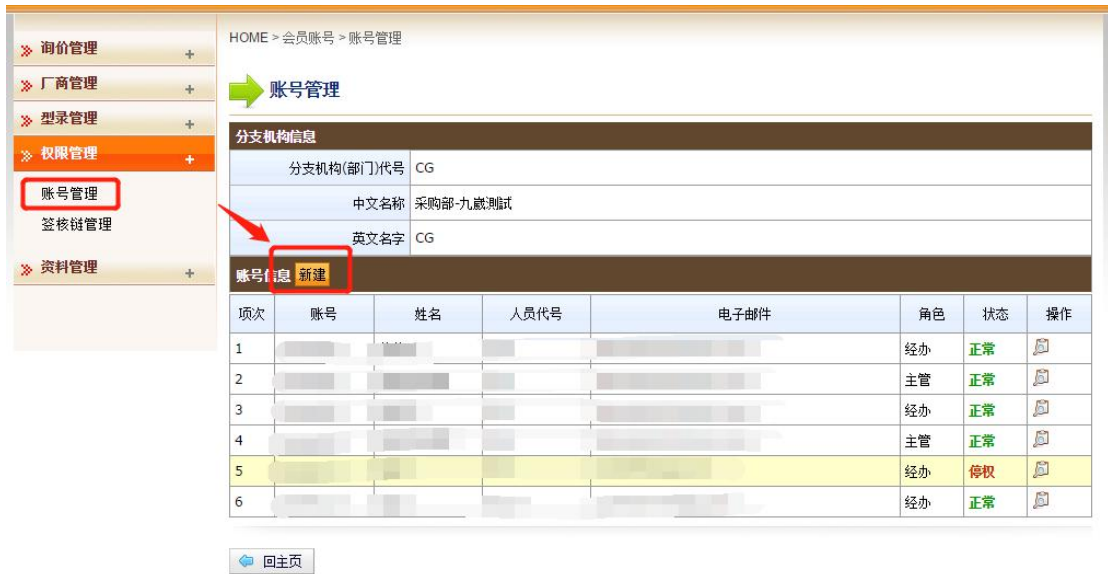 HOME > 会员账号 > 账号管理
询价管理
厂商管理
型录管理
权限管理
账号管理
签核链管理
资料管理
账号管理
分支机构信息
分支机构(部门)代号 CG
中文名称 采购部-九崴測試
英文名字 CG
账号信息 新建
项次 账号 姓名 人员代号 电子邮件 角色 状态 操作
1 经办 正常
2 主管 正常
3 经办 正常
4 主管 正常
5 经办 停权
6 经办 正常
回主页